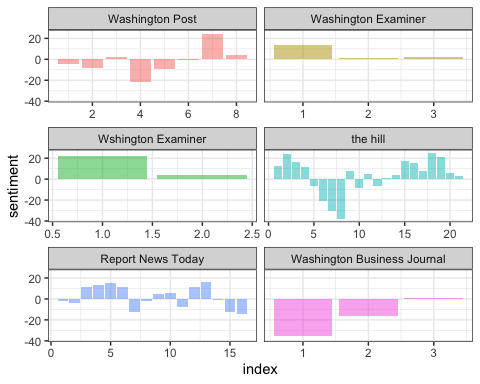 Washington Post
Washington Examiner
20
0
-20
-40
2 4 6 8
1 2 3
Wshington Examiner
the hill
20
0
-20
-40
0.5 1.0 1.5 2.0 2.5
0 5 10 15 20
Report News Today
Washington Business Journal
20
0
-20
-40
0 5 10 15
1 2 3
sentiment
index